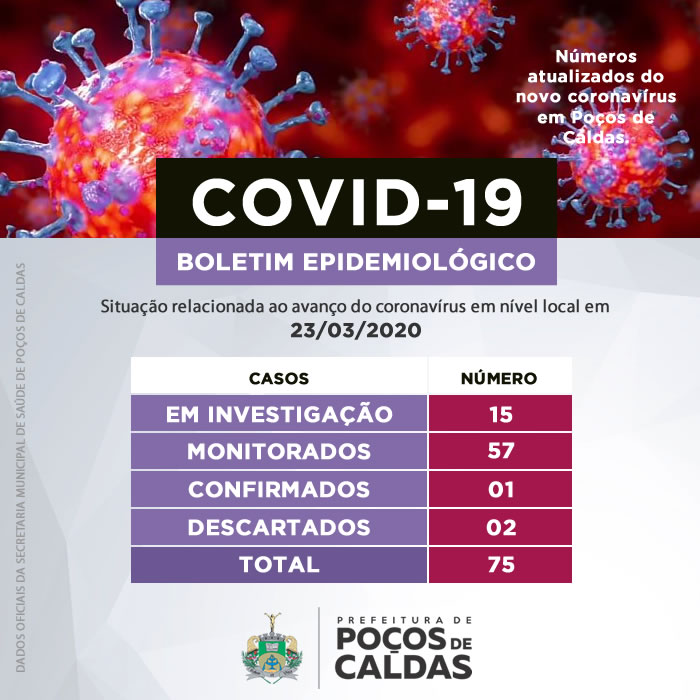 Números
atualizados do
novo coronavírus
em Poços de
Caldas.
COVID-19
BOLETIM EPIDEMIOLÓGICO
Situação relacionada ao avanço do coronavírus em nível local em
23/03/2020
CASOS NÚMERO
EM INVESTIGAÇÃO 15
MONITORADOS 57
CONFIRMADOS 01
DESCARTADOS 02
TOTAL 75
DADOS OFICIAIS DA SECRETARIA MUNICIPAL DE SAÚDE DE POÇOS DE CALDAS
PREFEITURA DE
POÇOS DE
CALDAS